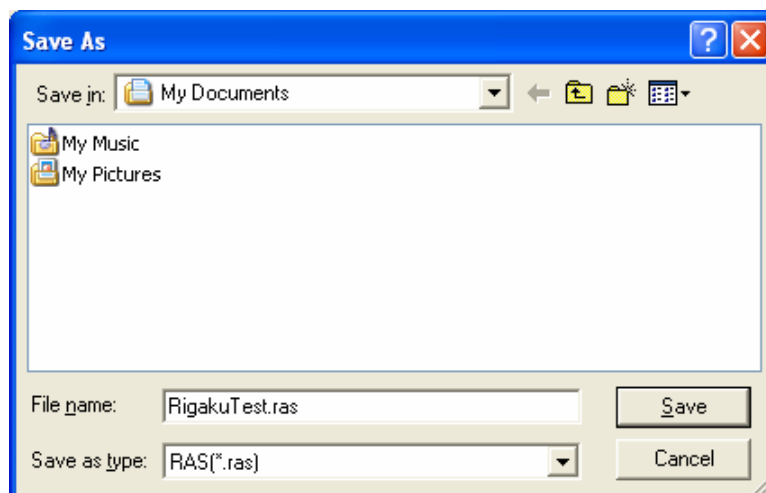 Save As
Save in: My Documents
My Music
My Pictures
File name: RigakuTest.ras Save
Save as type: RAS(*.ras) Cancel